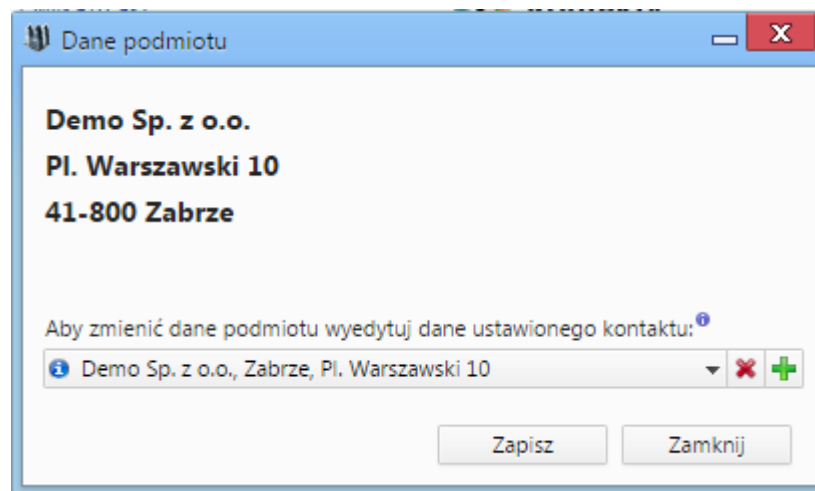 Dane podmiotu
Demo Sp. z o.o.
Pl. Warszawski 10
41-800 Zabrze
Aby zmienić dane podmiotu wyedytuj dane ustawionego kontaktu:
Demo Sp. z o.o., Zabrze, Pl. Warszawski 10
Zapisz
Zamknij